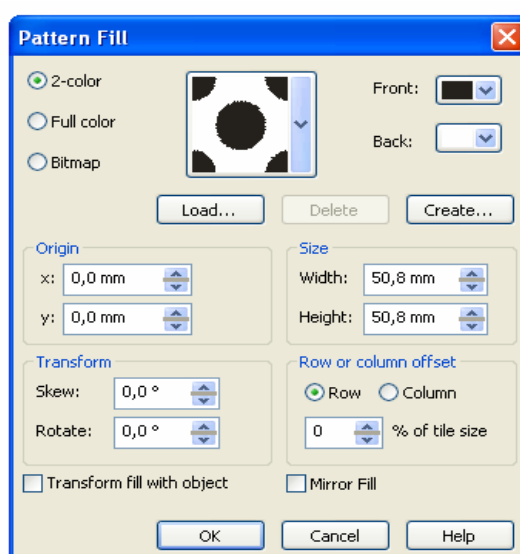 Pattern Fill
2-color
Full color
Bitmap
Front:
Back:
Load...
Delete
Create...
Origin
x: 0,0 mm
y: 0,0 mm
Size
Width: 50,8 mm
Height: 50,8 mm
Transform
Skew: 0,0 °
Rotate: 0,0 °
Row or column offset
Row Column
0 % of tile size
Transform fill with object
Mirror Fill
OK
Cancel
Help